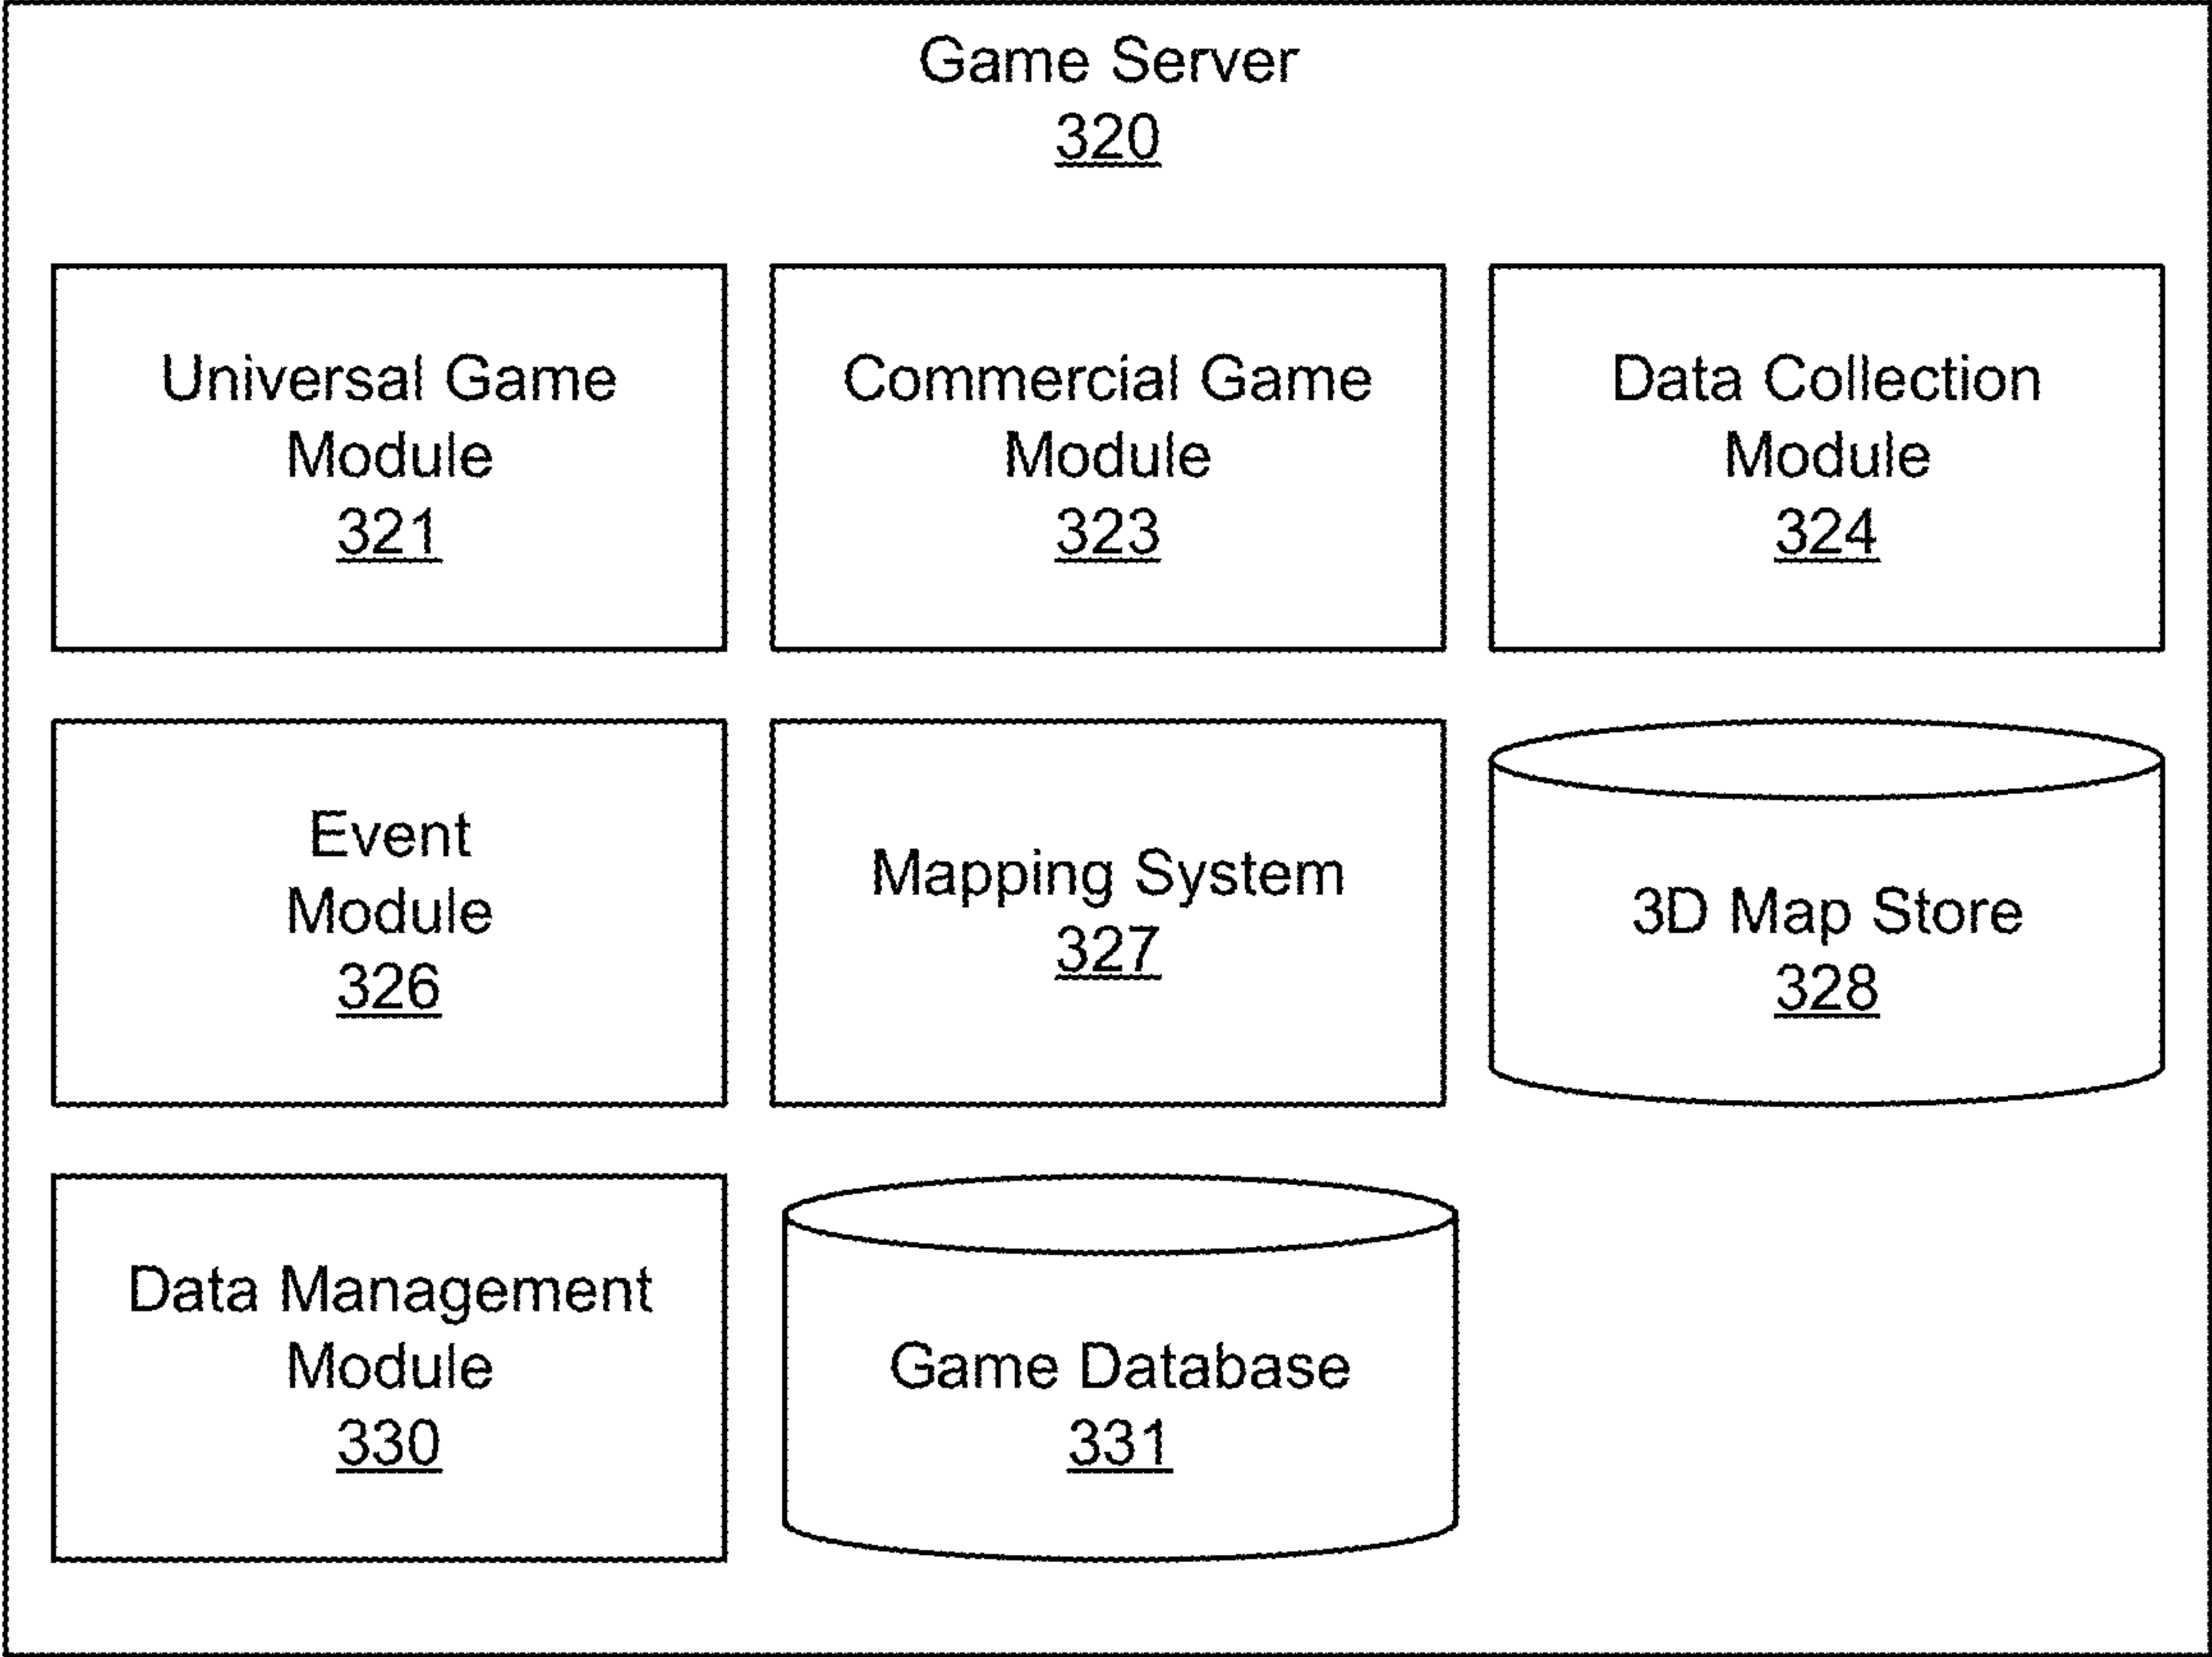 Game Server
320
Universal Game
Module
321
Commercial Game
Module
323
Data Collection
Module
324
Event
Module
326
Mapping System
327
3D Map Store
328
Data Management
Module
330
Game Database
331